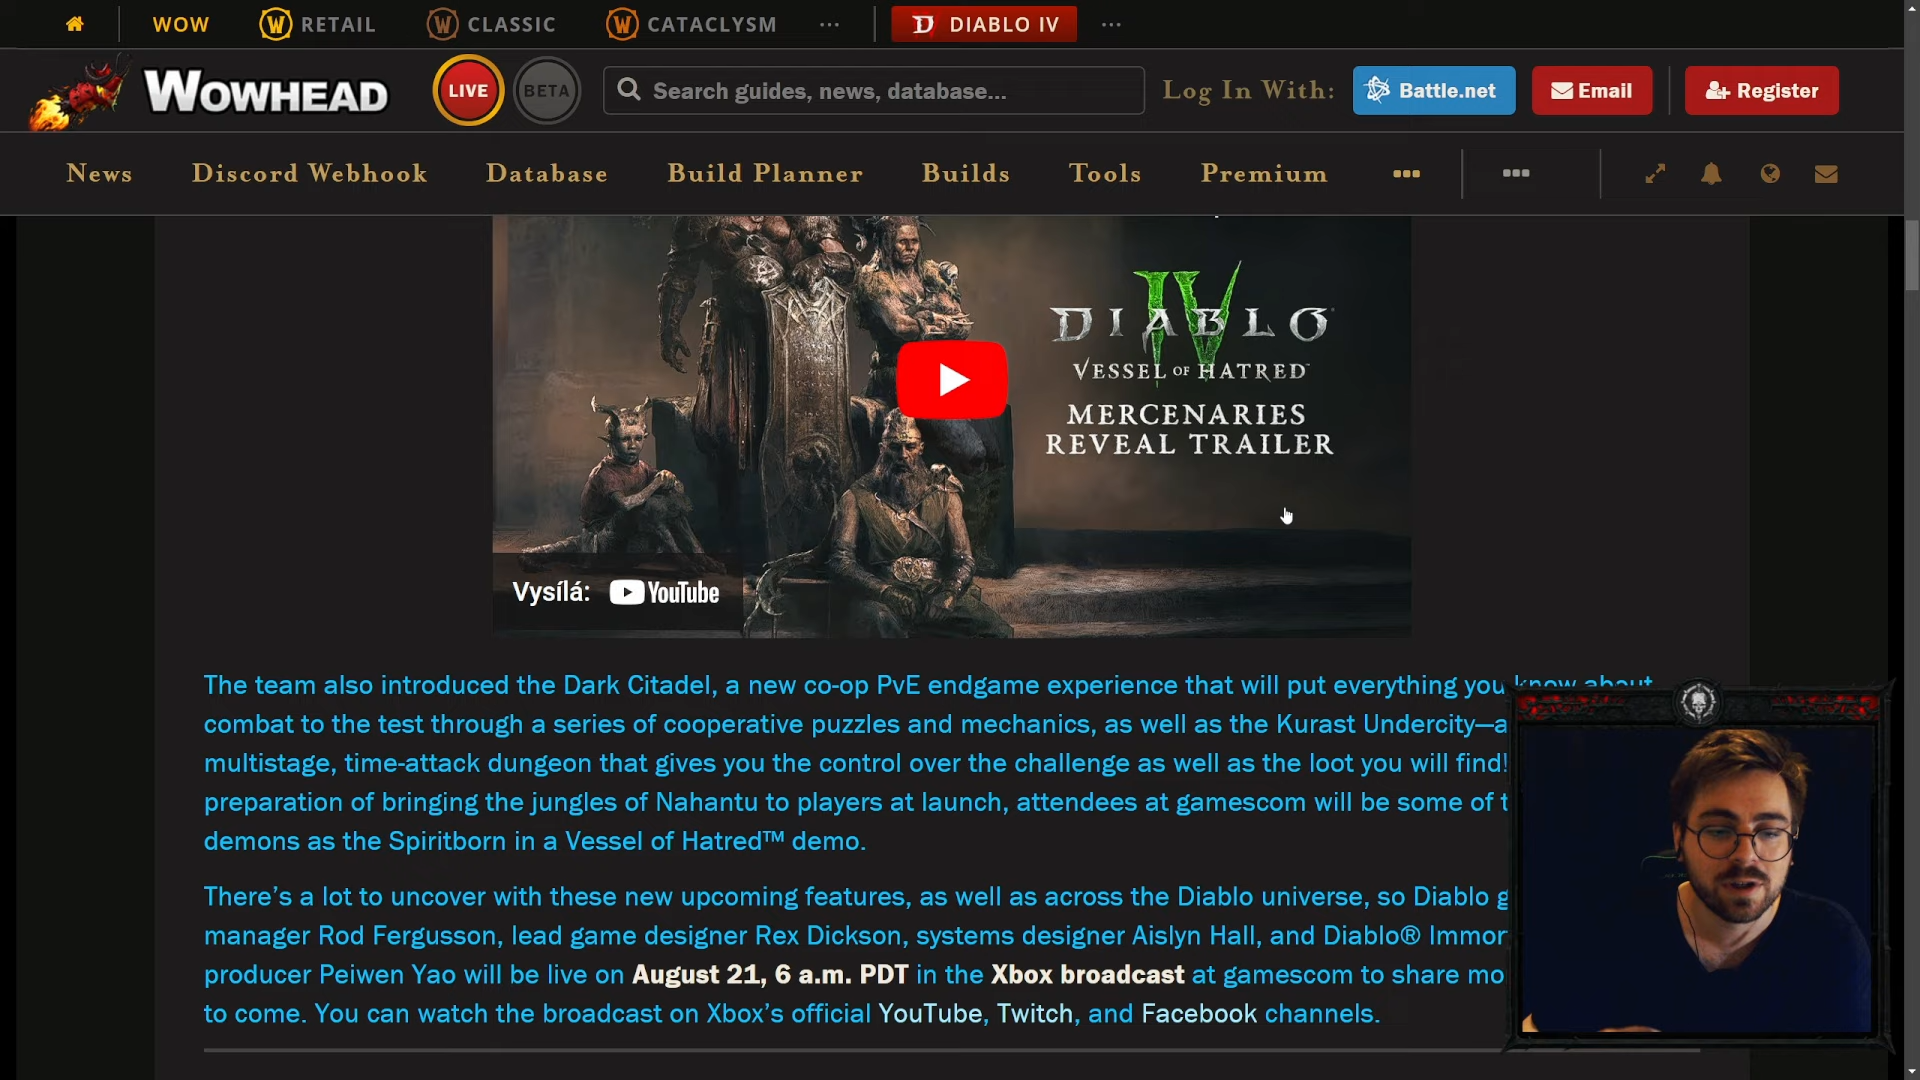 WOW RETAIL CLASSIC CATACLYSM ... DIABLO IV ...
WOWHEAD LIVE BETA Search guides, news, database... Log In With: Battle.net Email Register
News Discord Webhook Database Build Planner Builds Tools Premium
DIABLO IV
VESSEL OF HATRED
MERCENARIES
REVEAL TRAILER
Vysílá: YouTube
The team also introduced the Dark Citadel, a new co-op PvE endgame experience that will put everything you know about
combat to the test through a series of cooperative puzzles and mechanics, as well as the Kurast Undercity—a
multistage, time-attack dungeon that gives you the control over the challenge as well as the loot you will find!
preparation of bringing the jungles of Nahantu to players at launch, attendees at gamescom will be some of
demons as the Spiritborn in a Vessel of Hatred™ demo.
There's a lot to uncover with these new upcoming features, as well as across the Diablo universe, so Diablo
manager Rod Fergusson, lead game designer Rex Dickson, systems designer Aislyn Hall, and Diablo®
producer Peiwen Yao will be live on August 21, 6 a.m. PDT in the Xbox broadcast at gamescom to share
to come. You can watch the broadcast on Xbox's official YouTube, Twitch, and Facebook channels.